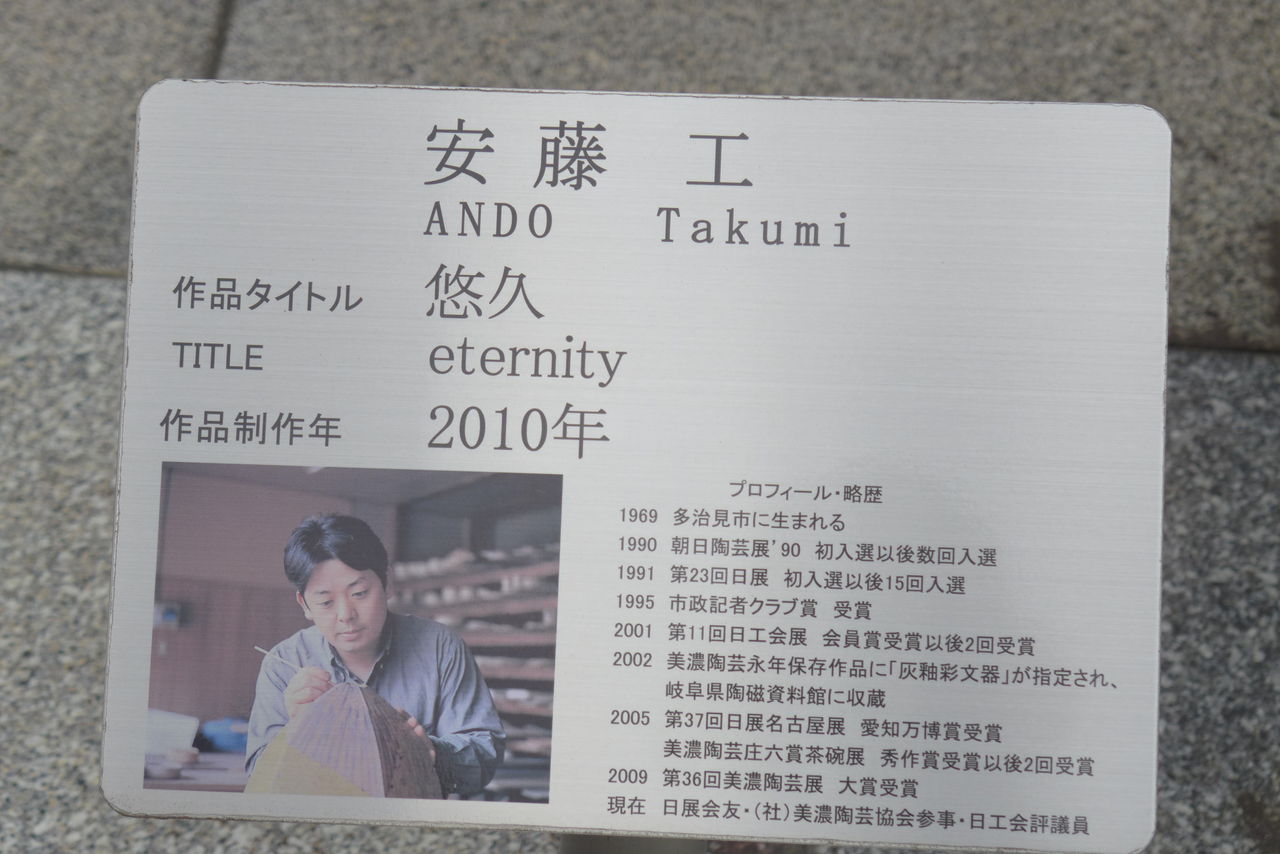 安藤　工
ANDO　Takumi
作品タイトル　悠久
TITLE　eternity
作品制作年　2010年
プロフィール・略歴
1969　多治見市に生まれる
1990　朝日陶芸展’90　初入選以後数回入選
1991　第23回日展　初入選以後15回入選
1995　市政記者クラブ賞　受賞
2001　第11回日工会展　会員賞受賞以後2回受賞
2002　美濃陶芸永年保存作品に「灰釉彩文器」が指定され、
岐阜県陶磁資料館に収蔵
2005　第37回日展名古屋展　愛知万博賞受賞
美濃陶芸庄六賞茶碗展　秀作賞受賞以後2回受賞
2009　第36回美濃陶芸展　大賞受賞
現在　日展会友・(社)美濃陶芸協会参事・日工会評議員